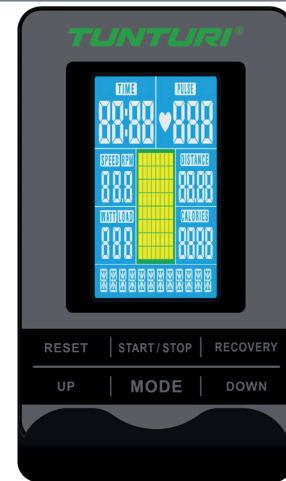 TUNTURI®
TIME PULSE
88:88 888
SPEED RPM DISTANCE
88.8 88.88
WATT LOAD CALORIES
888 8888
RESET START/STOP RECOVERY
UP MODE DOWN